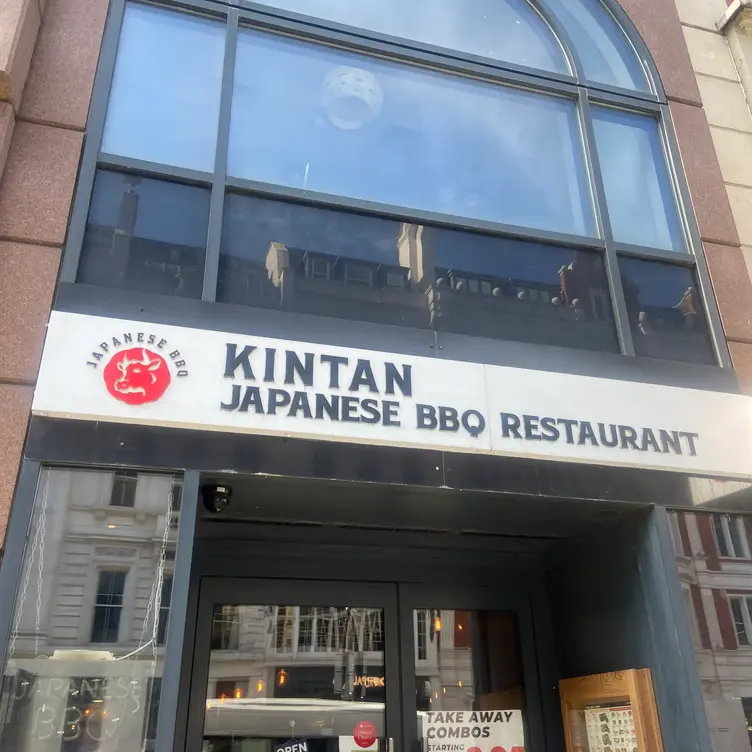 JAPANESE BBQ
KINTAN
JAPANESE BBQ RESTAURANT
JAPANESE
BBQ
OPEN
TAKE AWAY
COMBOS
STARTING